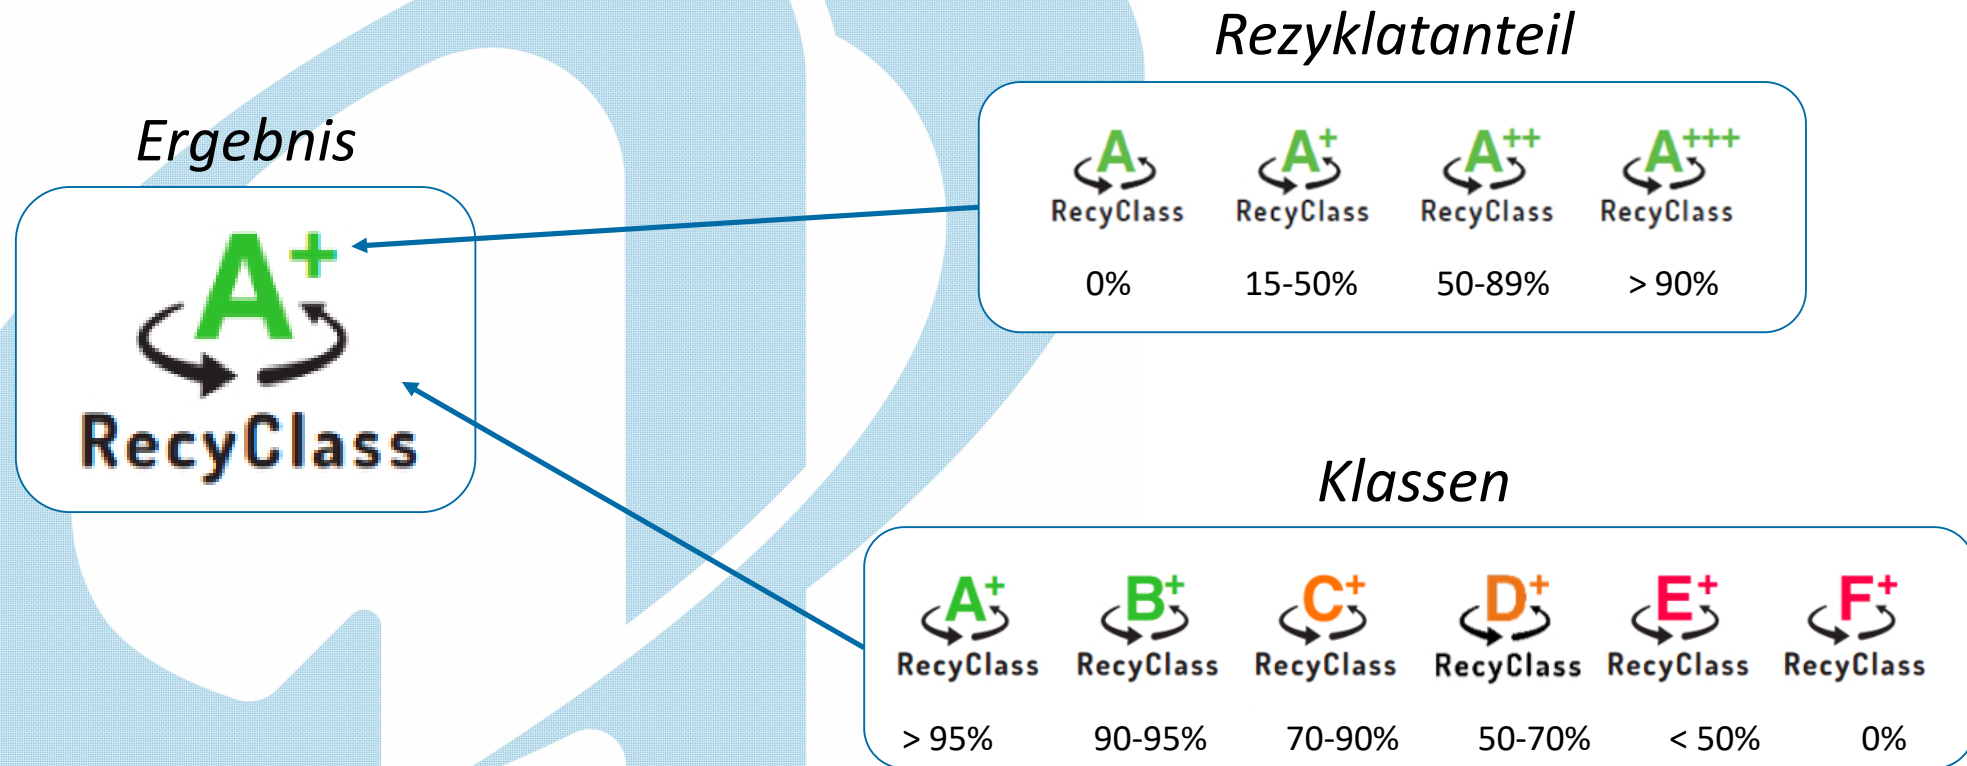 Rezyklatanteil
Ergebnis
A A+ A++ A+++
RecyClass RecyClass RecyClass RecyClass
0% 15-50% 50-89% > 90%
A+
RecyClass
Klassen
A+ B+ C+ D+ E+ F+
RecyClass RecyClass RecyClass RecyClass RecyClass RecyClass
> 95% 90-95% 70-90% 50-70% < 50% 0%